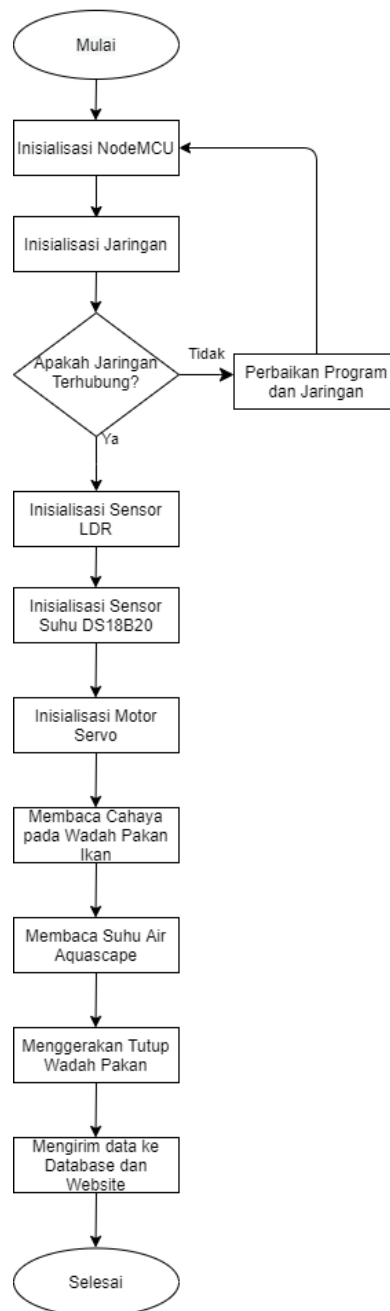 Mulai
Inisialisasi NodeMCU
Inisialisasi Jaringan
Apakah Jaringan
Terhubung?
Tidak
Perbaikan Program
dan Jaringan
Ya
Inisialisasi Sensor
LDR
Inisialisasi Sensor
Suhu DS18B20
Inisialisasi Motor
Servo
Membaca Cahaya
pada Wadah Pakan
Ikan
Membaca Suhu Air
Aquascape
Menggerakan Tutup
Wadah Pakan
Mengirim data ke
Database dan
Website
Selesai